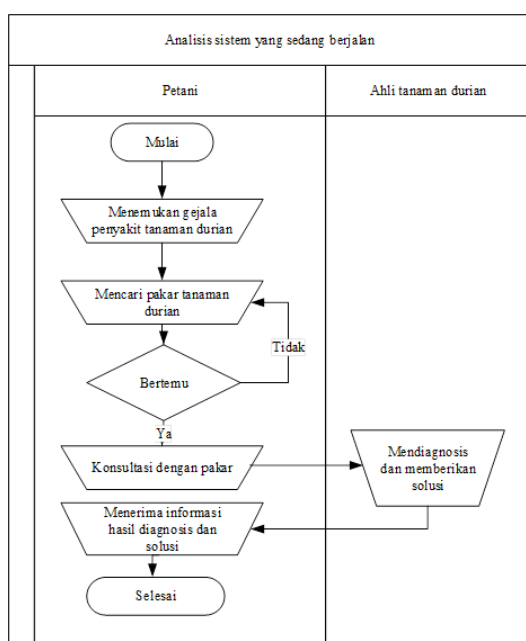 Analisis sistem yang sedang berjalan
Petani
Ahli tanaman durian
Mulai
Menemukan gejala
penyakit tanaman durian
Mencari pakar tanaman
durian
Tidak
Bertemu
Ya
Konsultasi dengan pakar
Mendiagnosis
dan memberikan
solusi
Menerima informasi
hasil diagnosis dan
solusi
Selesai